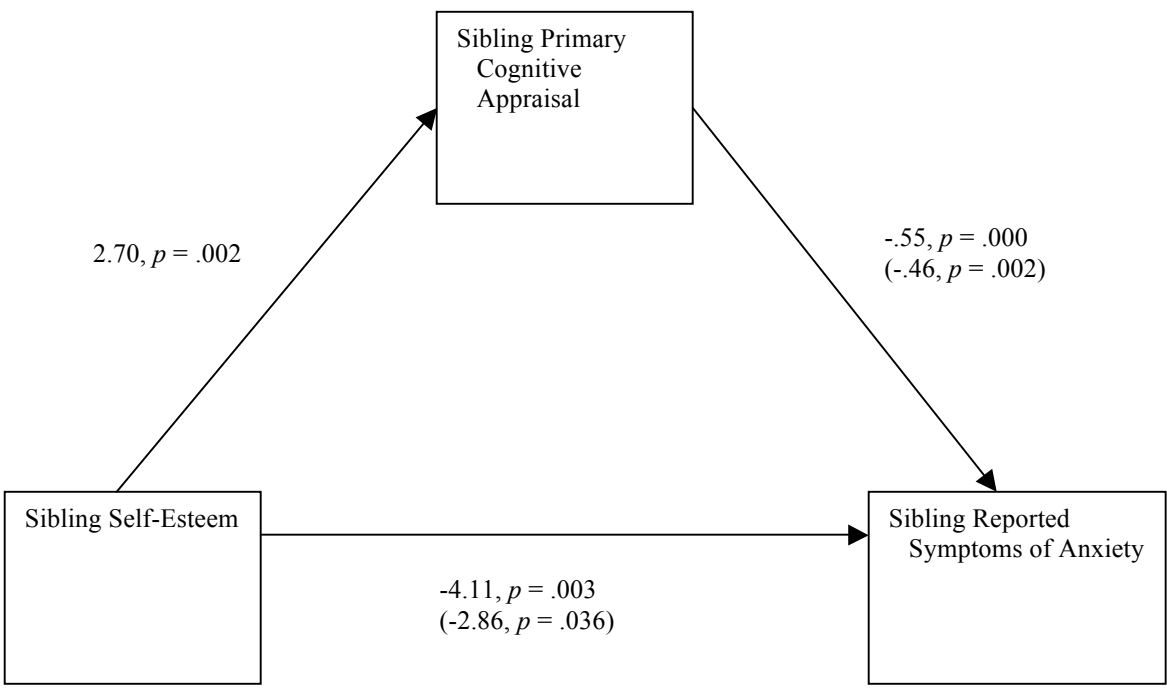 Sibling Primary
Cognitive
Appraisal
2.70, p = .002
-.55, p = .000
(-.46, p = .002)
Sibling Self-Esteem
Sibling Reported
Symptoms of Anxiety
-4.11, p = .003
(-2.86, p = .036)